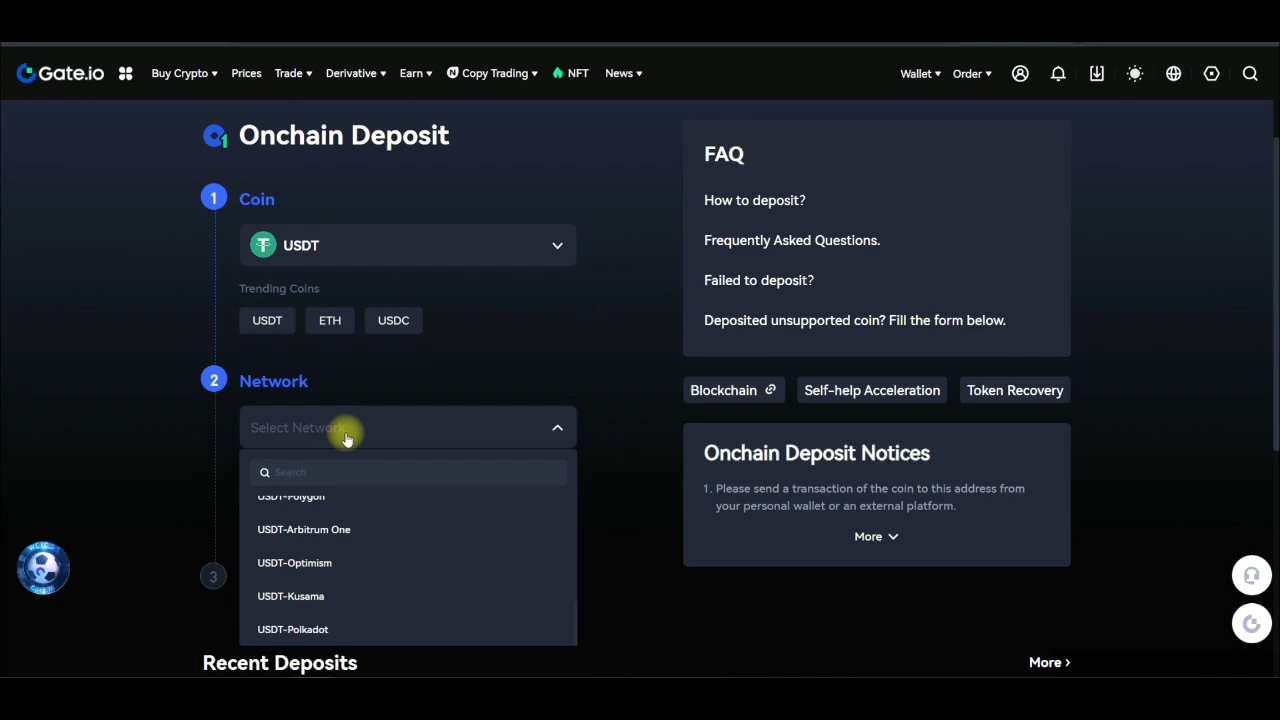 Gate.io Buy Crypto Prices Trade Derivative Earn Copy Trading NFT News Wallet Order
Onchain Deposit
1 Coin
USDT
Trending Coins
USDT ETH USDC
2 Network
Select Network
Search
USDT-Polygon
USDT-Arbitrum One
USDT-Optimism
USDT-Kusama
USDT-Polkadot
3
FAQ
How to deposit?
Frequently Asked Questions.
Failed to deposit?
Deposited unsupported coin? Fill the form below.
Blockchain Self-help Acceleration Token Recovery
Onchain Deposit Notices
1. Please send a transaction of the coin to this address from
your personal wallet or an external platform.
More
Recent Deposits
More >